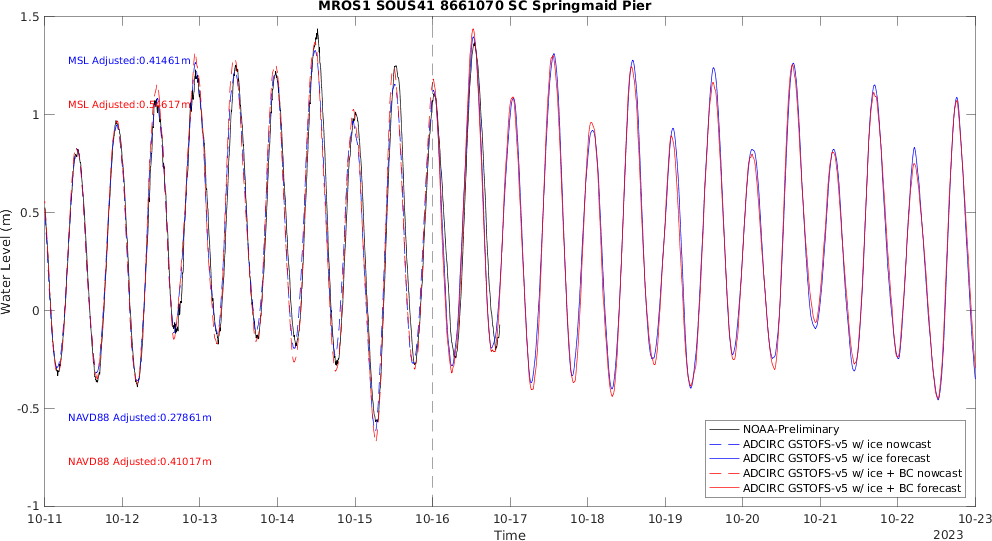 MROS1 SOUS41 8661070 SC Springmaid Pier
1.5
1
0.5
0
-0.5
-1
Water Level (m)
MSL Adjusted:0.41461m
MSL Adjusted:0.54617m
NAVD88 Adjusted:0.27861m
NAVD88 Adjusted:0.41017m
NOAA-Preliminary
ADCIRC GSTOFS-v5 w/ ice nowcast
ADCIRC GSTOFS-v5 w/ ice forecast
ADCIRC GSTOFS-v5 w/ ice + BC nowcast
ADCIRC GSTOFS-v5 w/ ice + BC forecast
10-11 10-12 10-13 10-14 10-15 10-16 10-17 10-18 10-19 10-20 10-21 10-22 10-23
Time
2023